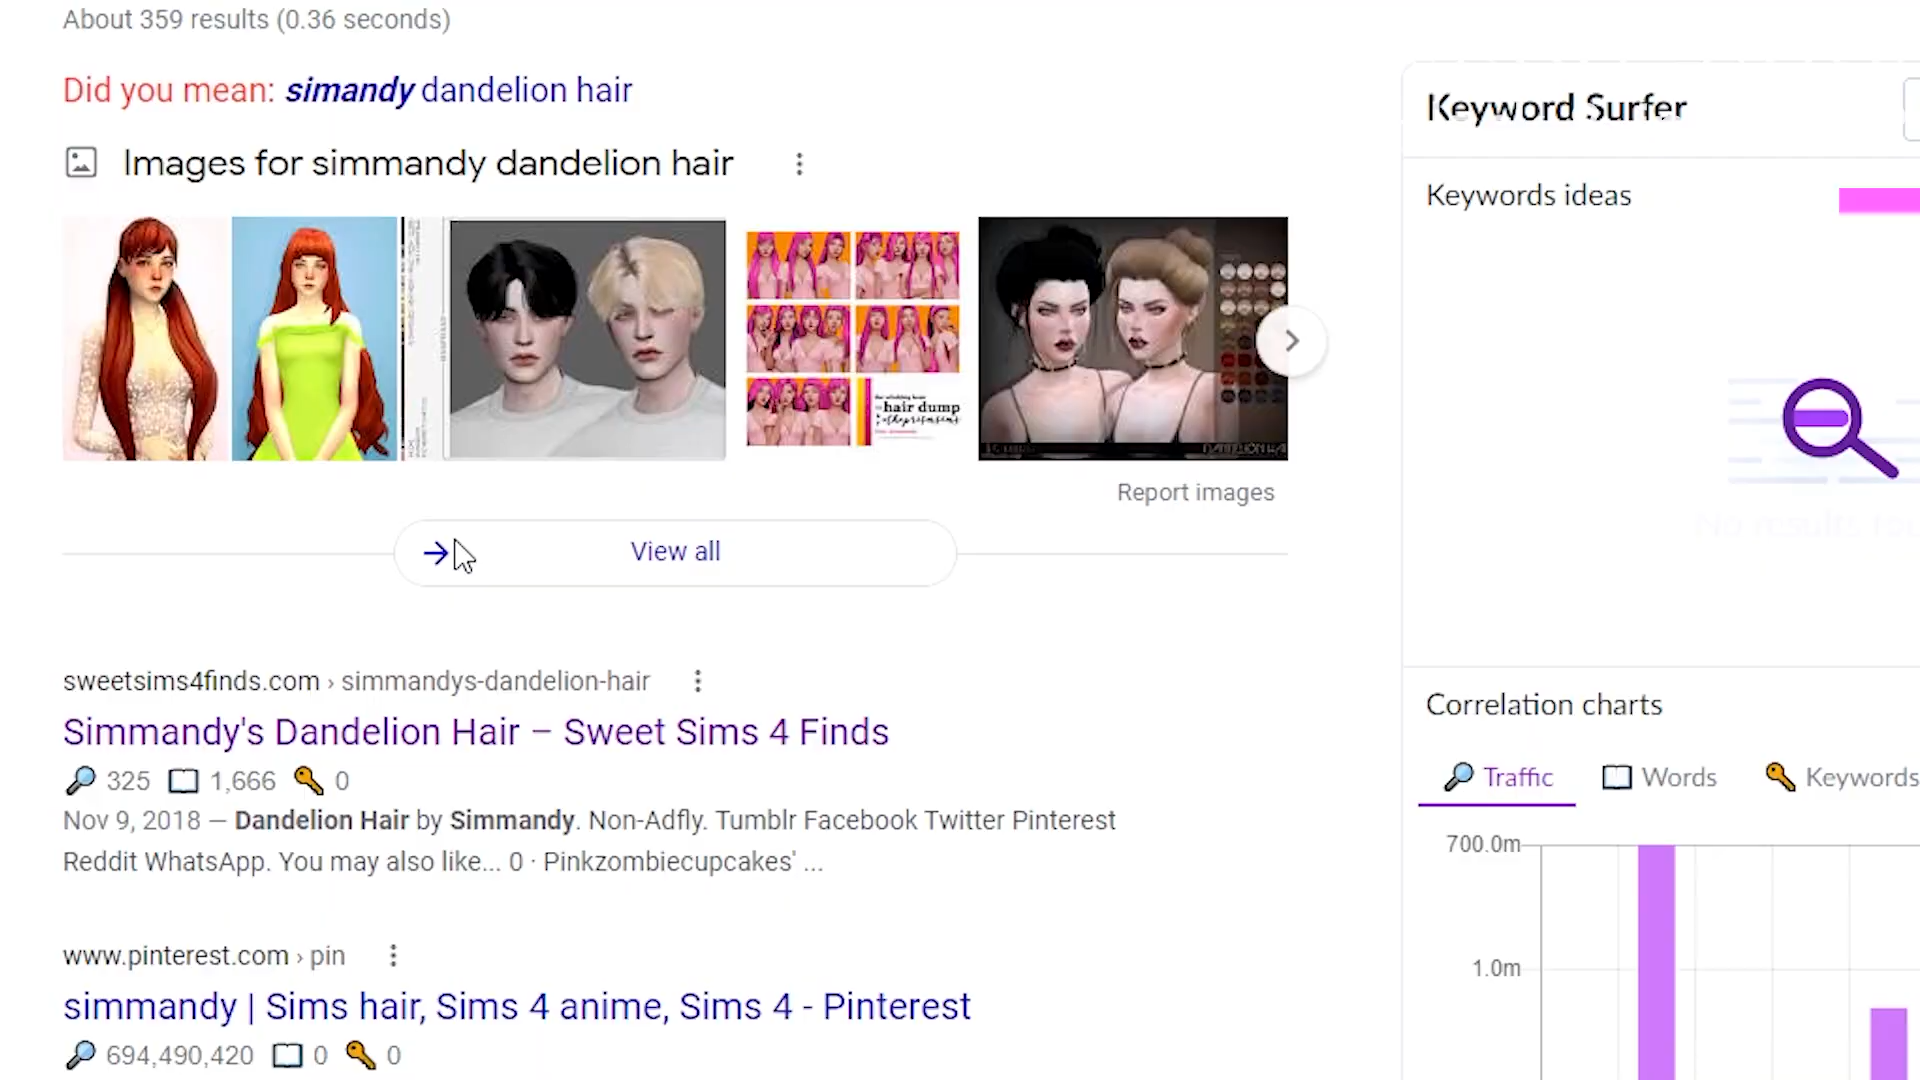 About 359 results (0.36 seconds)
Did you mean: simandy dandelion hair
Images for simmandy dandelion hair
hair dump
DANDELION HAIR
Report images
View all
sweetsims4finds.com › simmandys-dandelion-hair
Simmandy's Dandelion Hair – Sweet Sims 4 Finds
325 1,666 0
Nov 9, 2018 — Dandelion Hair by Simmandy. Non-Adfly. Tumblr Facebook Twitter Pinterest
Reddit WhatsApp. You may also like... 0 · Pinkzombiecupcakes' ...
www.pinterest.com › pin
simmandy | Sims hair, Sims 4 anime, Sims 4 - Pinterest
694,490,420 0 0
Keyword Surfer
Keywords ideas
No results
Correlation charts
Traffic Words Keywords
700.0m
1.0m